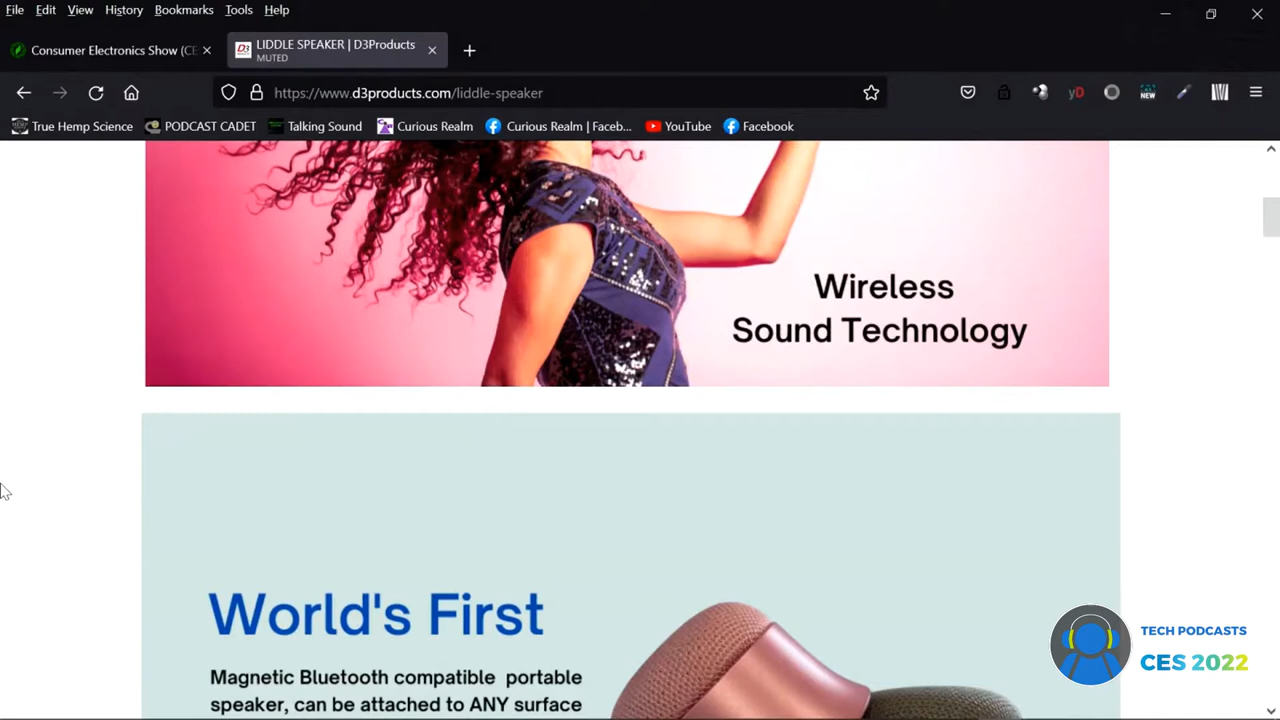 File Edit View History Bookmarks Tools Help
Consumer Electronics Show (CE
LIDDLE SPEAKER | D3Products
MUTED
https://www.d3products.com/liddle-speaker
yD
NEW
True Hemp Science PODCAST CADET Talking Sound Curious Realm Curious Realm | Faceb... YouTube Facebook
Wireless
Sound Technology
World's First
Magnetic Bluetooth compatible portable
speaker, can be attached to ANY surface
TECH PODCASTS
CES 2022